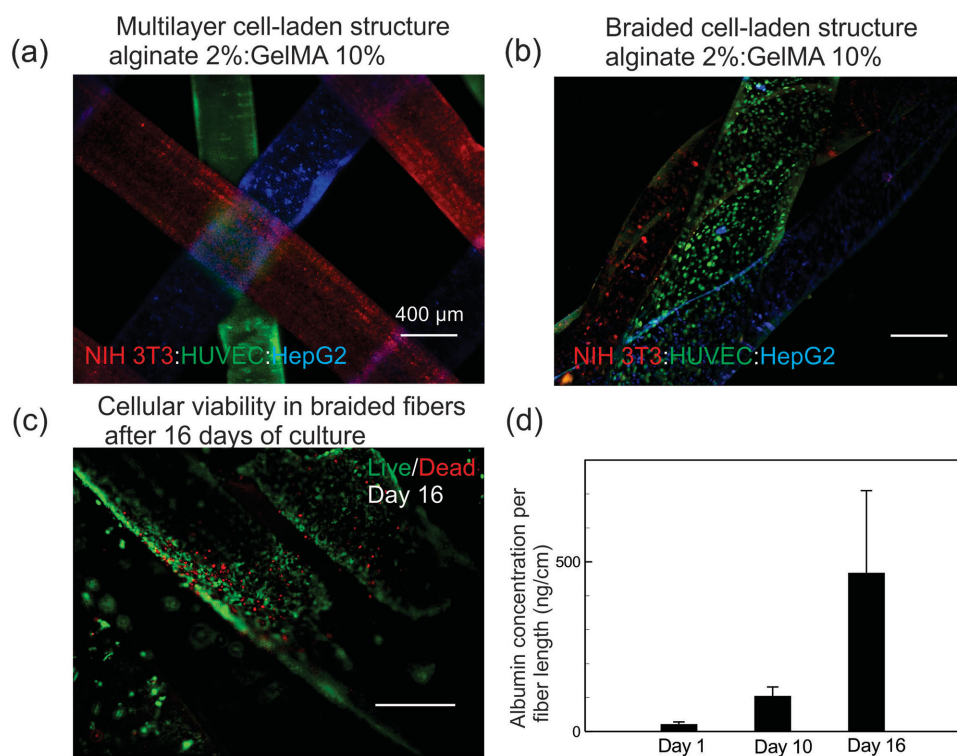 (a)
Multilayer cell-laden structure
alginate 2%:GelMA 10%
400 μm
NIH 3T3:HUVEC:HepG2
(b)
Braided cell-laden structure
alginate 2%:GelMA 10%
NIH 3T3:HUVEC:HepG2
(c)
Cellular viability in braided fibers
after 16 days of culture
Live/Dead
Day 16
(d)
Albumin concentration per
fiber length (ng/cm)
500
0
Day 1
Day 10
Day 16